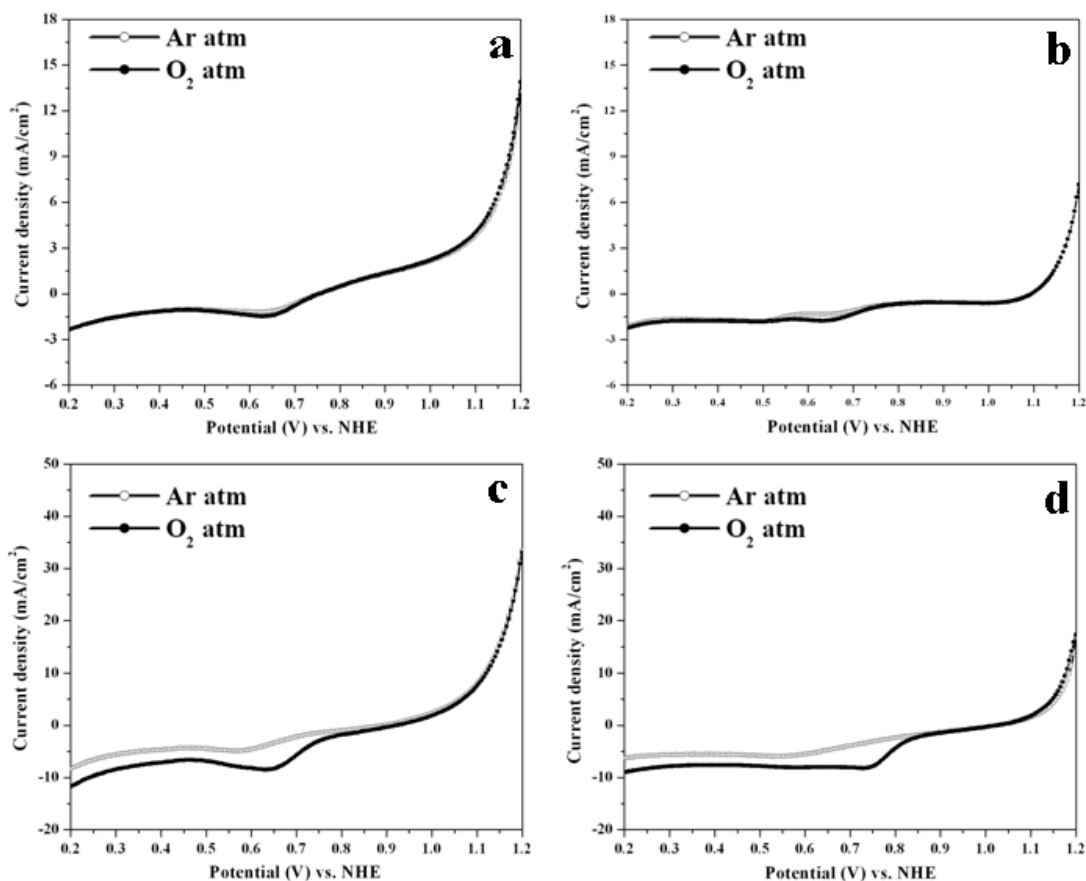 a
Ar atm
O2 atm
18
15
12
9
6
3
0
-3
-6
Current density (mA/cm2)
0.2 0.3 0.4 0.5 0.6 0.7 0.8 0.9 1.0 1.1 1.2
Potential (V) vs. NHE
b
Ar atm
O2 atm
18
15
12
9
6
3
0
-3
-6
Current density (mA/cm2)
0.2 0.3 0.4 0.5 0.6 0.7 0.8 0.9 1.0 1.1 1.2
Potential (V) vs. NHE
c
Ar atm
O2 atm
50
40
30
20
10
0
-10
-20
Current density (mA/cm2)
0.2 0.3 0.4 0.5 0.6 0.7 0.8 0.9 1.0 1.1 1.2
Potential (V) vs. NHE
d
Ar atm
O2 atm
50
40
30
20
10
0
-10
-20
Current density (mA/cm2)
0.2 0.3 0.4 0.5 0.6 0.7 0.8 0.9 1.0 1.1 1.2
Potential (V) vs. NHE